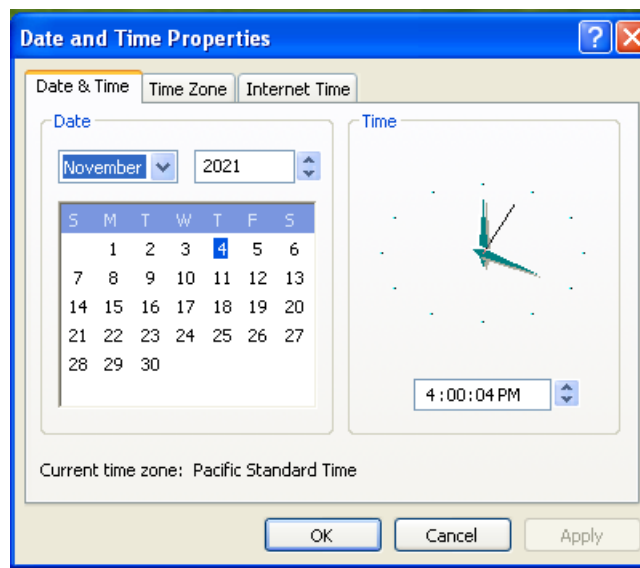 Date and Time Properties
Date & Time Time Zone Internet Time
Date
November 2021
S M T W T F S
1 2 3 4 5 6
7 8 9 10 11 12 13
14 15 16 17 18 19 20
21 22 23 24 25 26 27
28 29 30
Time
4:00:04 PM
Current time zone: Pacific Standard Time
OK Cancel Apply